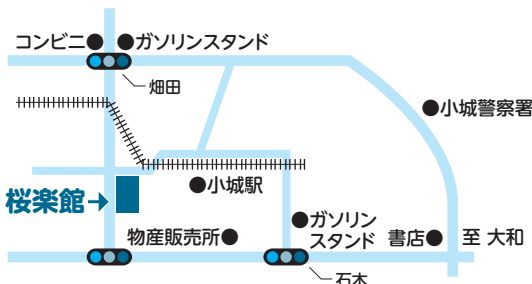 コンビニ● ●ガソリンスタンド
畑田
●小城警察署
●小城駅
桜楽館→
物産販売所●
●ガソリン
スタンド
書店●
至 大和
石木